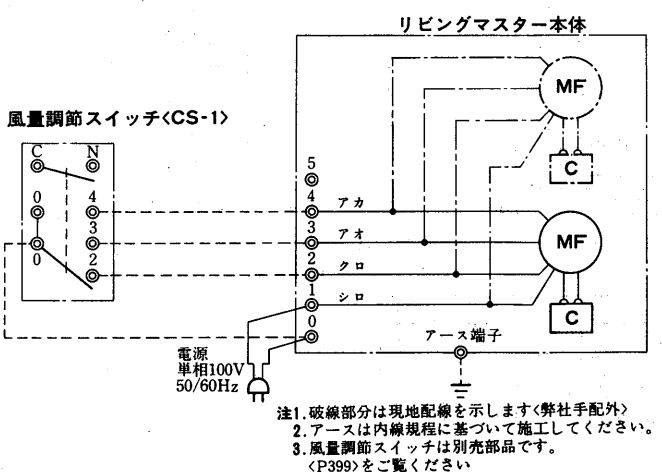 リビングマスター本体
MF
風量調節スイッチ<CS-1>
C N
C
5
0 4
4 アカ
3
3 アオ
MF
0 2
2 クロ
1 シロ
C
0
アース端子
電源
単相100V
50/60Hz
注1.破線部分は現地配線を示します<弊社手配外>
2.アースは内線規程に基づいて施工してください。
3.風量調節スイッチは別売部品です。
<P399>をご覧ください